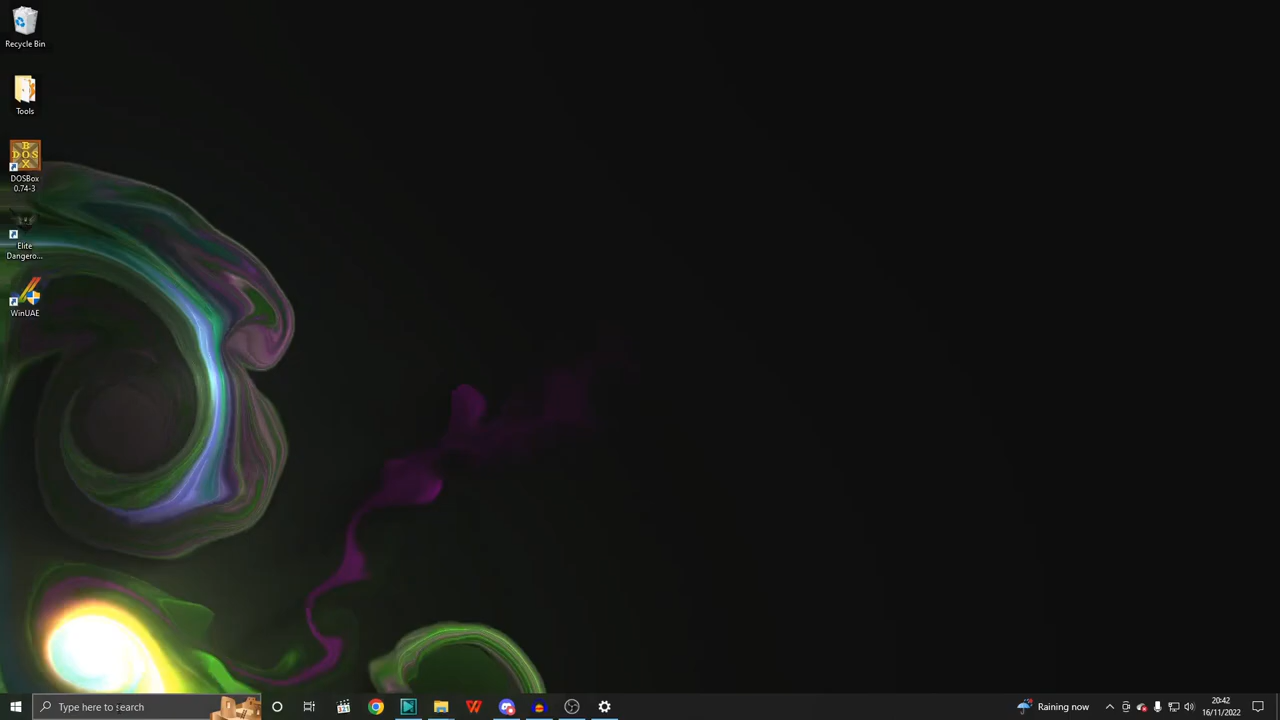 Recycle Bin
Tools
DOSBox
0.74-3
Elite
Dangero...
WinUAE
Type here to search
Raining now
20:42
16/11/2022